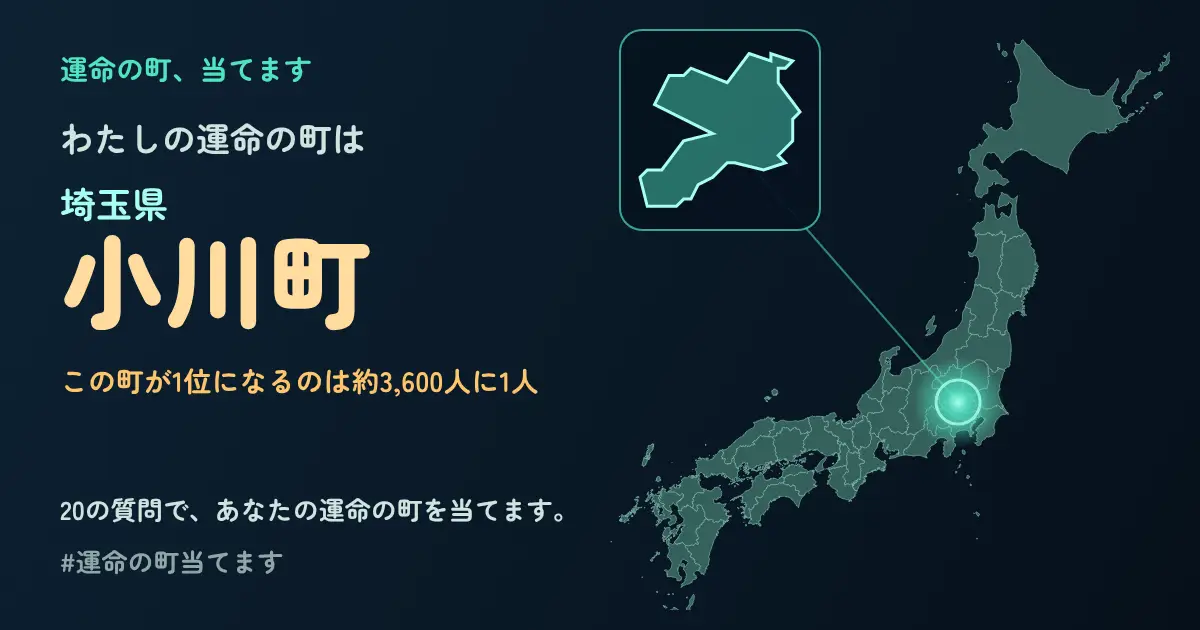 運命の町、当てます
わたしの運命の町は
埼玉県
小川町
この町が1位になるのは約3,600人に1人
20の質問で、あなたの運命の町を当てます。
#運命の町当てます